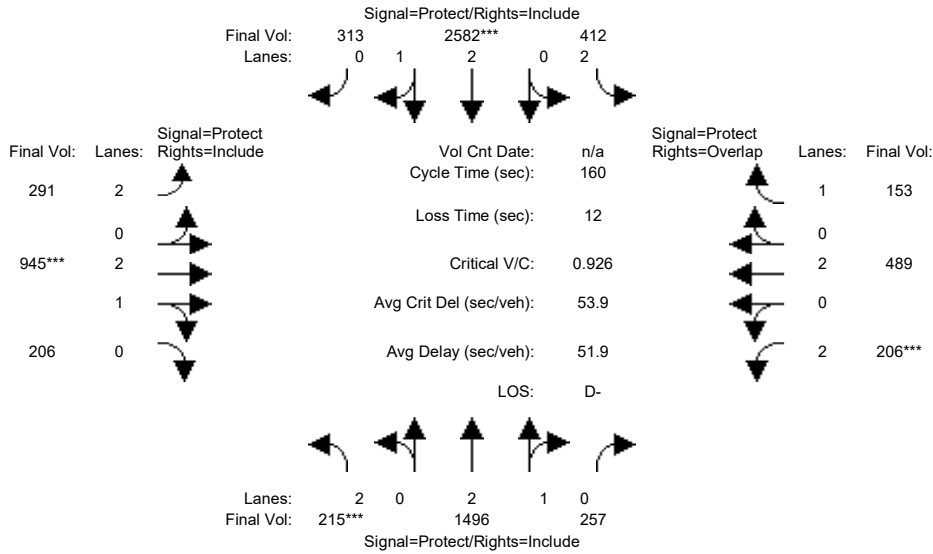 Signal=Protect/Rights=Include
Final Vol: 313 2582*** 412
Lanes: 0 1 2 0 2
Signal=Protect Signal=Protect
Final Vol: Lanes: Rights=Include Vol Cnt Date: n/a Rights=Overlap Lanes: Final Vol:
Cycle Time (sec): 160
291 2 1 153
Loss Time (sec): 12
0 0
945*** 2 Critical V/C: 0.926 2 489
1 Avg Crit Del (sec/veh): 53.9 0
206 0 Avg Delay (sec/veh): 51.9 2 206***
LOS: D-
Lanes: 2 0 2 1 0
Final Vol: 215*** 1496 257
Signal=Protect/Rights=Include